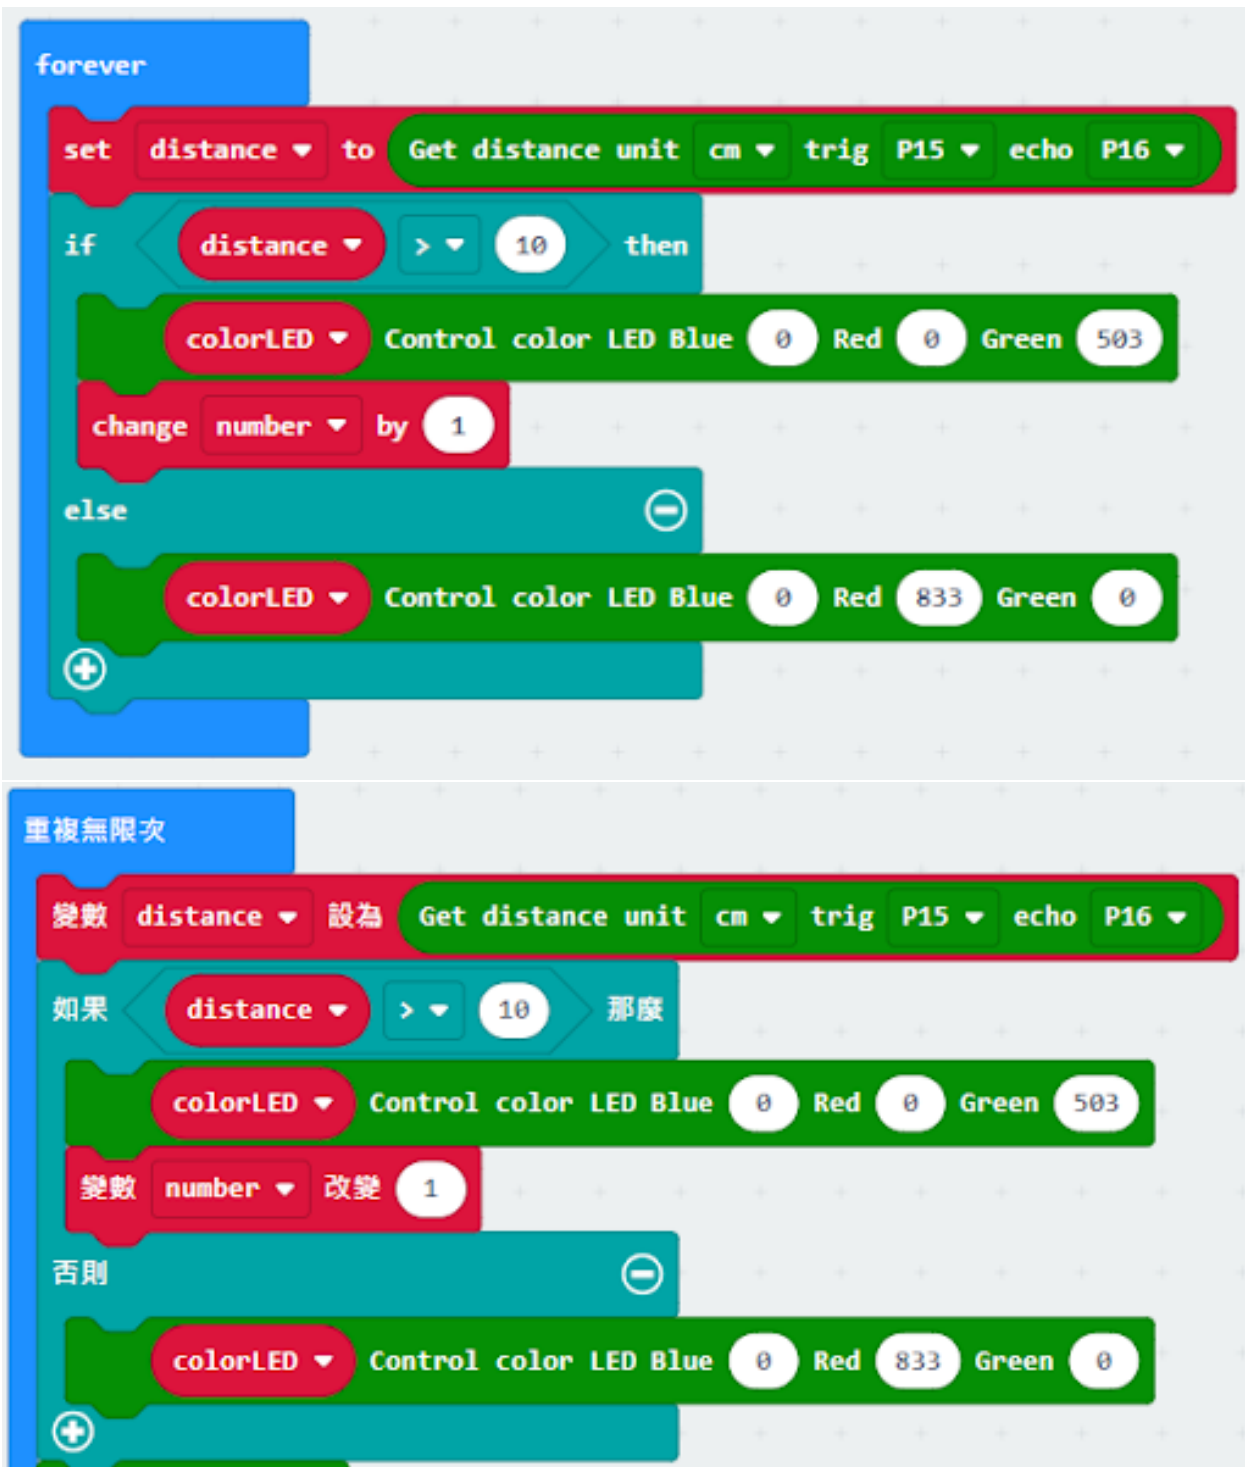 forever
set distance to Get distance unit cm trig P15 echo P16
if distance > 10 then
colorLED Control color LED Blue 0 Red 0 Green 503
change number by 1
else
colorLED Control color LED Blue 0 Red 833 Green 0
重複無限次
變數 distance 設為 Get distance unit cm trig P15 echo P16
如果 distance > 10 那麼
colorLED Control color LED Blue 0 Red 0 Green 503
變數 number 改變 1
否則
colorLED Control color LED Blue 0 Red 833 Green 0